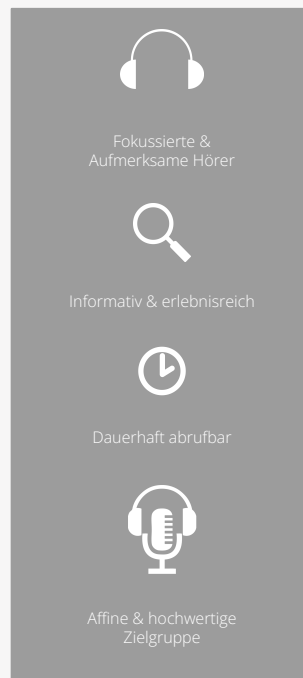 Fokussierte &
Aufmerksame Hörer
Informativ & erlebnisreich
Dauerhaft abrufbar
Affine & hochwertige
Zielgruppe